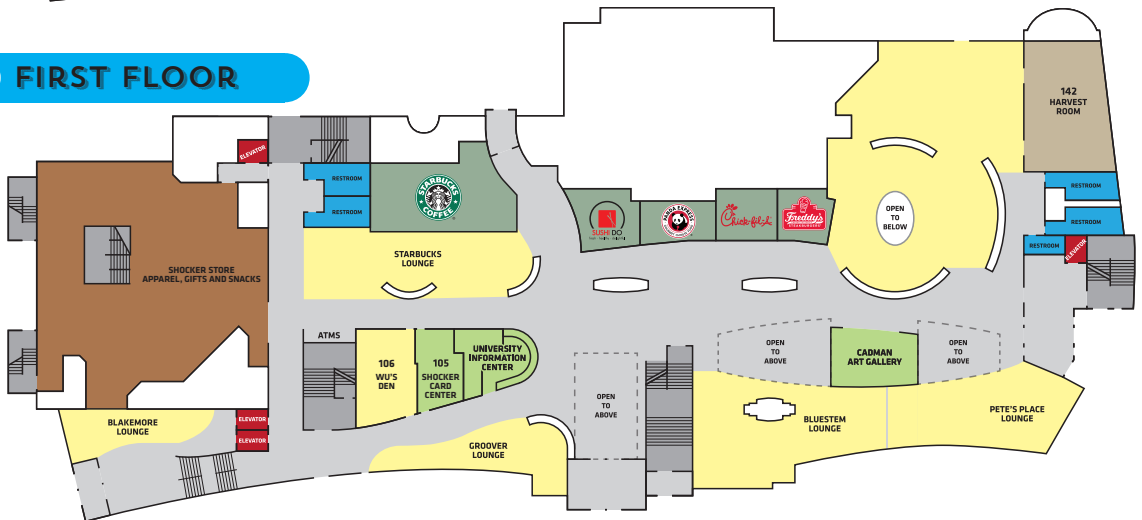 FIRST FLOOR
142
HARVEST
ROOM
ELEVATOR
RESTROOM
RESTROOM
STARBUCKS
COFFEE
SUSHI DO
PANDA EXPRESS
Chick-fil-A
Freddy's
OPEN
TO
BELOW
RESTROOM
RESTROOM
RESTROOM
ELEVATOR
SHOCKER STORE
APPAREL, GIFTS AND SNACKS
STARBUCKS
LOUNGE
ATMS
106
WU'S
DEN
105
SHOCKER
CARD
CENTER
UNIVERSITY
INFORMATION
CENTER
OPEN
TO
ABOVE
OPEN
TO
ABOVE
CADMAN
ART GALLERY
OPEN
TO
ABOVE
BLAKEMORE
LOUNGE
ELEVATOR
ELEVATOR
GROOVER
LOUNGE
BLUESTEM
LOUNGE
PETE'S PLACE
LOUNGE